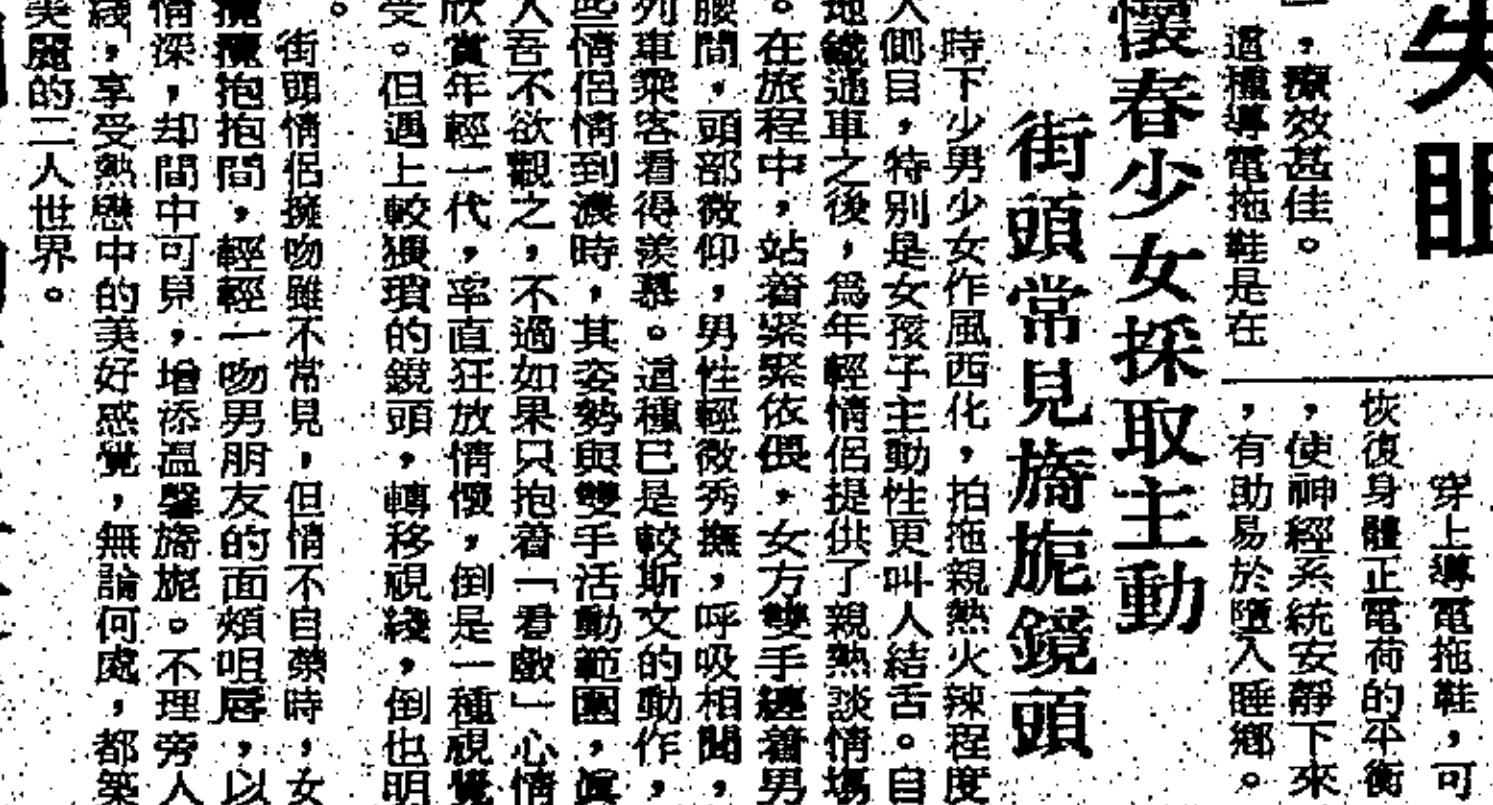 失眠
」，療效甚佳。
這種導電拖鞋是在
穿上導電拖鞋，可
恢復身體正電荷的平衡
，使神經系統安靜下來
，有助易於墮入睡鄉。
懷春少女採取主動
街頭常見旖旎鏡頭
時下少男少女作風西化，拍拖親熱火辣程度
人側目，特別是女孩子主動性更叫人結舌。自
地鐵通車之後，爲年輕情侶提供了親熱談情塲
。在旅程中，站着緊緊依偎，女方雙手纏着男
腰間，頭部微仰，男性輕微秀撫，呼吸相聞，
列車乘客看得羨慕。這種已是較斯文的動作，
些情侶情到濃時，其姿勢與雙手活動範圍，眞
人吾不欲觀之，不過如果只抱着「看戲」心情
欣賞年輕一代，率直狂放情懷，倒是一種視覺
受。但遇上較猥瑣的鏡頭，轉移視綫，倒也明
。
街頭情侶擁吻雖不常見，但情不自禁時，女
攬攬抱抱間，輕輕一吻男朋友的面頰咀唇，以
情深，却間中可見，增添溫馨旖旎。不理旁人
綫，享受熱戀中的美好感覺，無論何處，都築
美麗的二人世界。